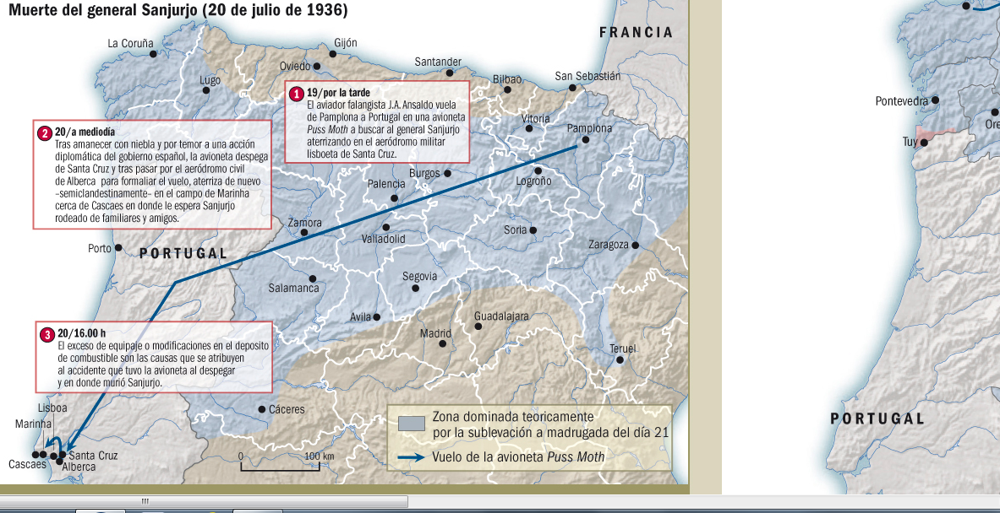 Muerte del general Sanjurjo (20 de julio de 1936)
FRANCIA
La Coruña
Gijón
Oviedo
Santander
Lugo
Bilbao
San Sebastián
Vitoria
Pamplona
1 19/por la tarde
El aviador falangista J.A. Ansaldo vuela
de Pamplona a Portugal en una avioneta
Puss Moth a buscar al general Sanjurjo
aterrizando en el aeródromo militar
lisboeta de Santa Cruz.
2 20/a mediodía
Tras amanecer con niebla y por temor a una acción
diplomática del gobierno español, la avioneta despega
de Santa Cruz y tras pasar por el aeródromo civil
de Alberca para formaliar el vuelo, aterriza de nuevo
-semiclandestinamente- en el campo de Marinha
cerca de Cascaes en donde le espera Sanjurjo
rodeado de familiares y amigos.
Burgos
Logroño
Palencia
Zamora
Valladolid
Soria
Zaragoza
Porto
PORTUGAL
Salamanca
Segovia
Avila
Guadalajara
Madrid
Teruel
3 20/16.00 h
El exceso de equipaje o modificaciones en el deposito
de combustible son las causas que se atribuyen
al accidente que tuvo la avioneta al despegar
y en donde murió Sanjurjo.
Lisboa
Marinha
Cáceres
Santa Cruz
Cascaes
Alberca
0 100 km
Zona dominada teoricamente
por la sublevación a madrugada del día 21
Vuelo de la avioneta Puss Moth
Pontevedra
Ore
Tuy
PORTUGAL